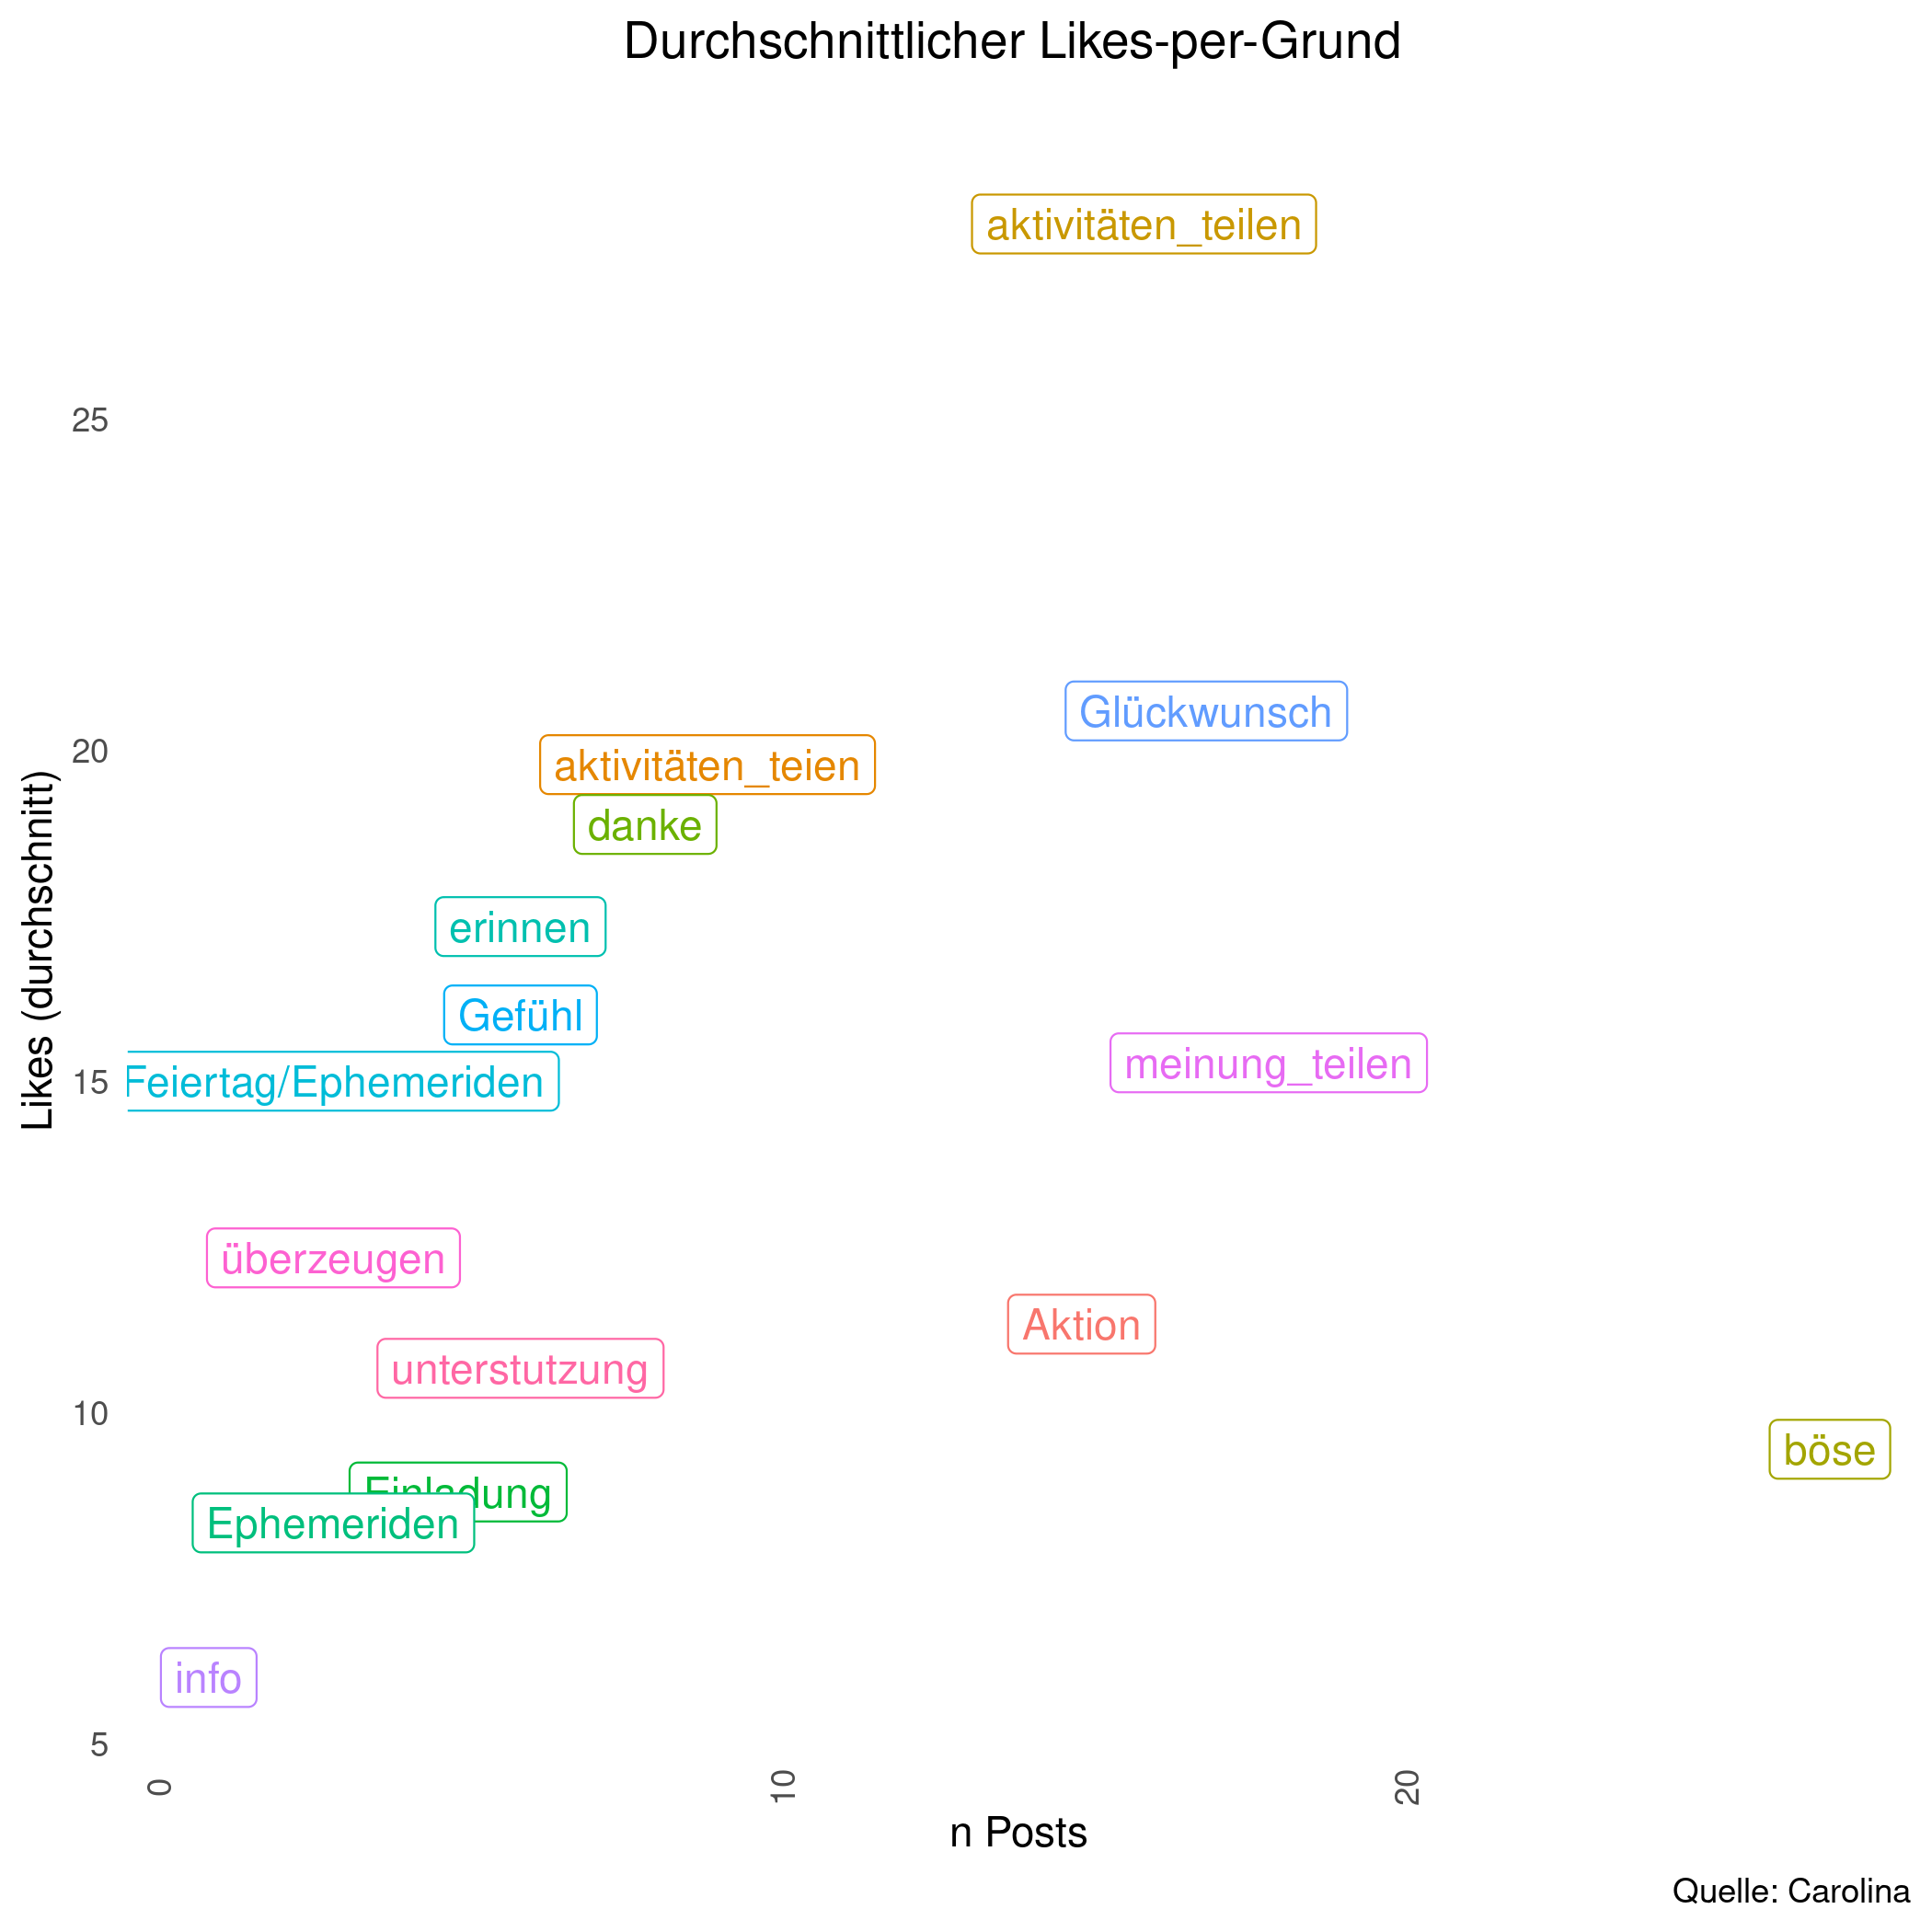 Durchschnittlicher Likes-per-Grund
aktivitäten_teilen
25
Glückwunsch
20
aktivitäten_teien
danke
Likes (durchschnitt)
erinnen
Gefühl
meinung_teilen
15
Feiertag/Ephemeriden
überzeugen
Aktion
unterstutzung
10
böse
Einladung
Ephemeriden
info
5
0
10
20
n Posts
Quelle: Carolina